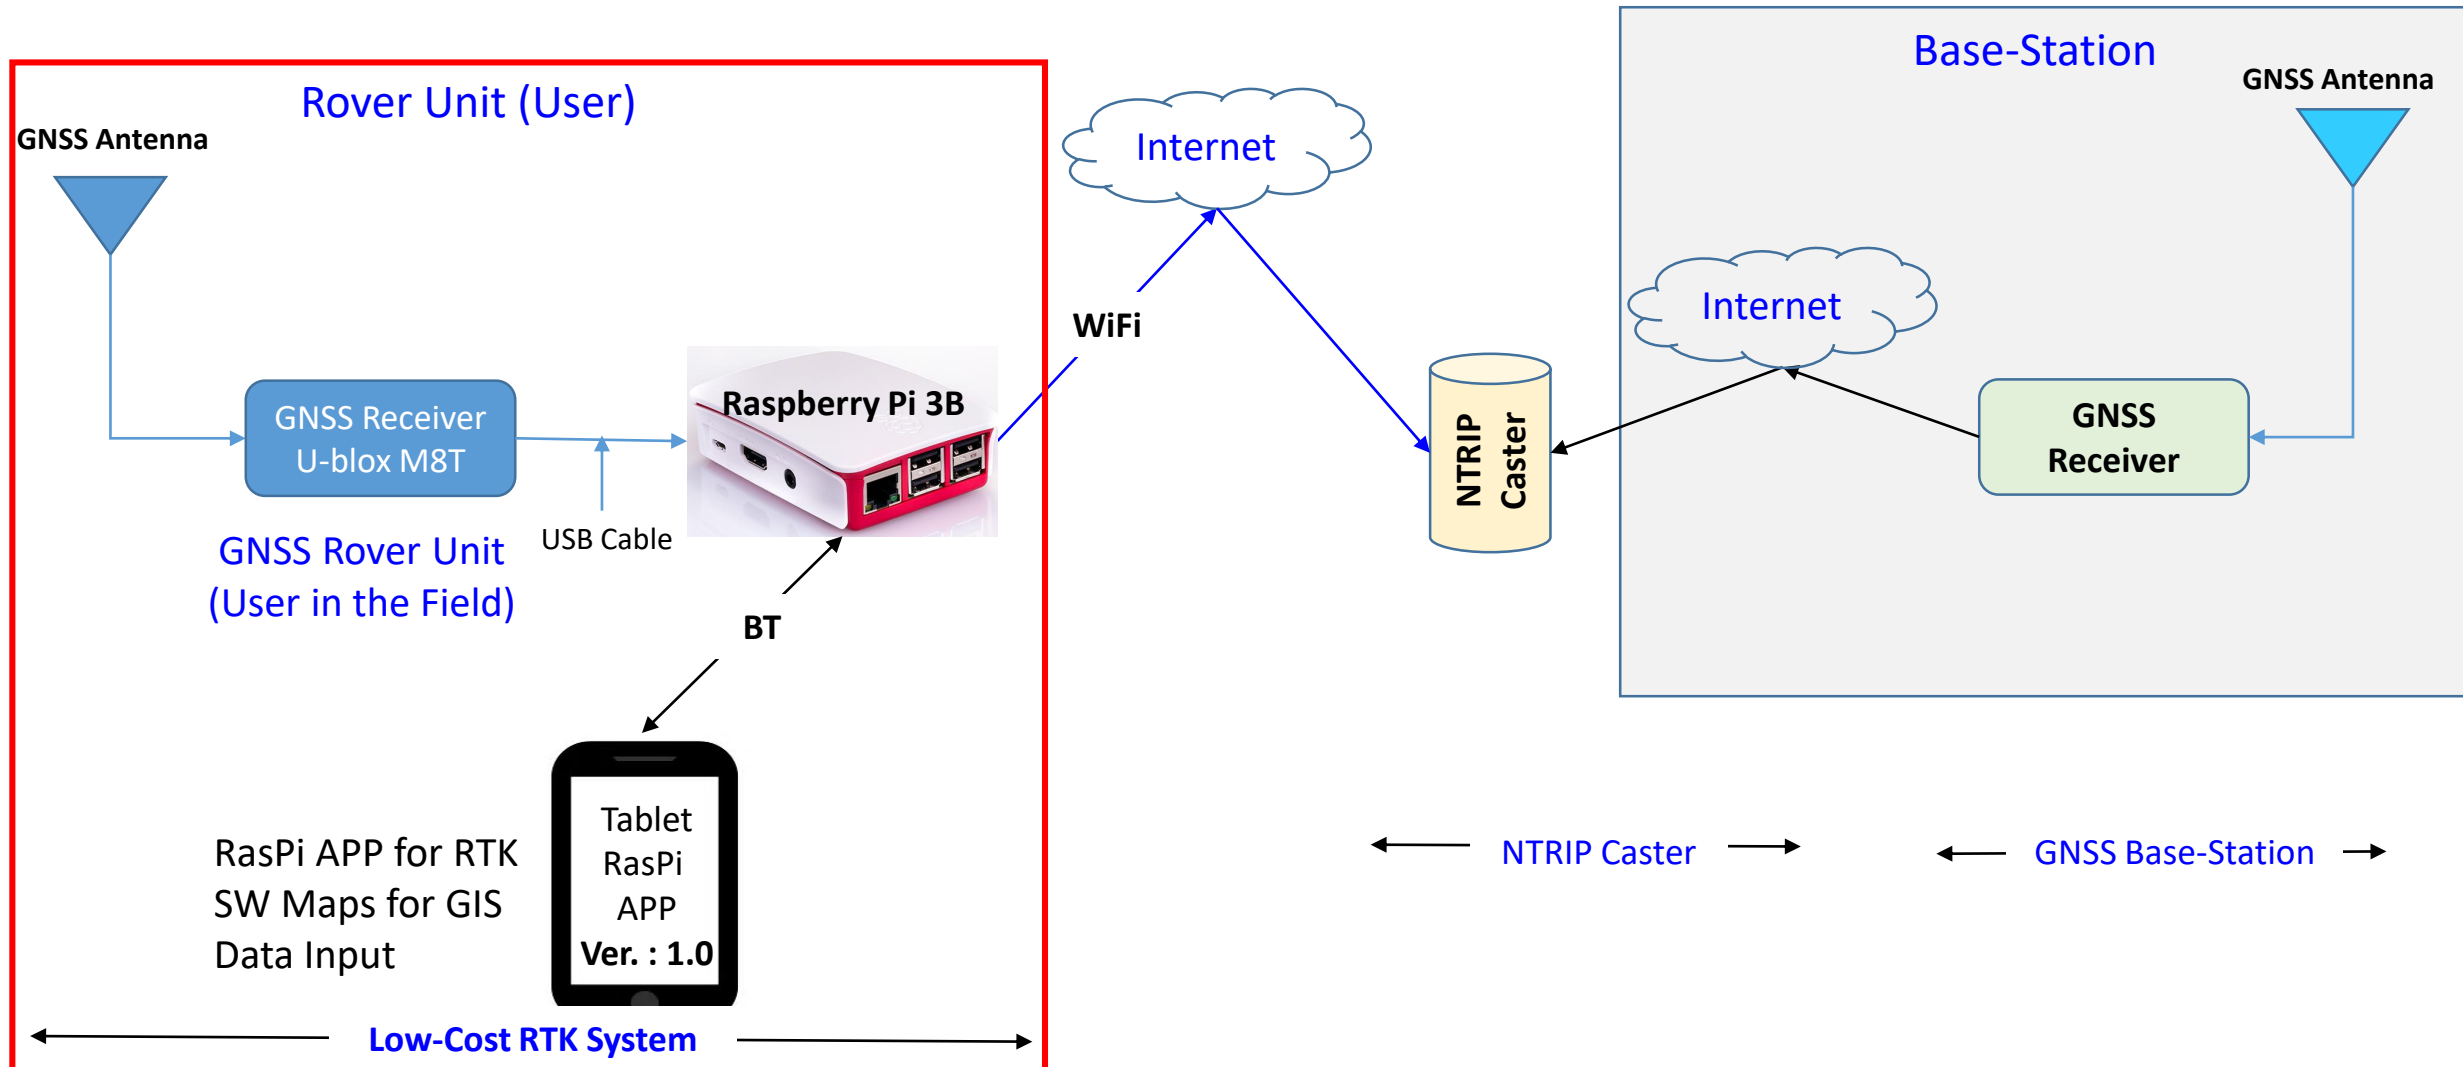 Rover Unit (User)
GNSS Antenna
GNSS Receiver
U-blox M8T
GNSS Rover Unit
(User in the Field)
USB Cable
Raspberry Pi 3B
BT
Tablet
RasPi
APP
Ver. : 1.0
RasPi APP for RTK
SW Maps for GIS
Data Input
Low-Cost RTK System
WiFi
Internet
NTRIP
Caster
Base-Station
GNSS Antenna
Internet
GNSS
Receiver
NTRIP Caster
GNSS Base-Station